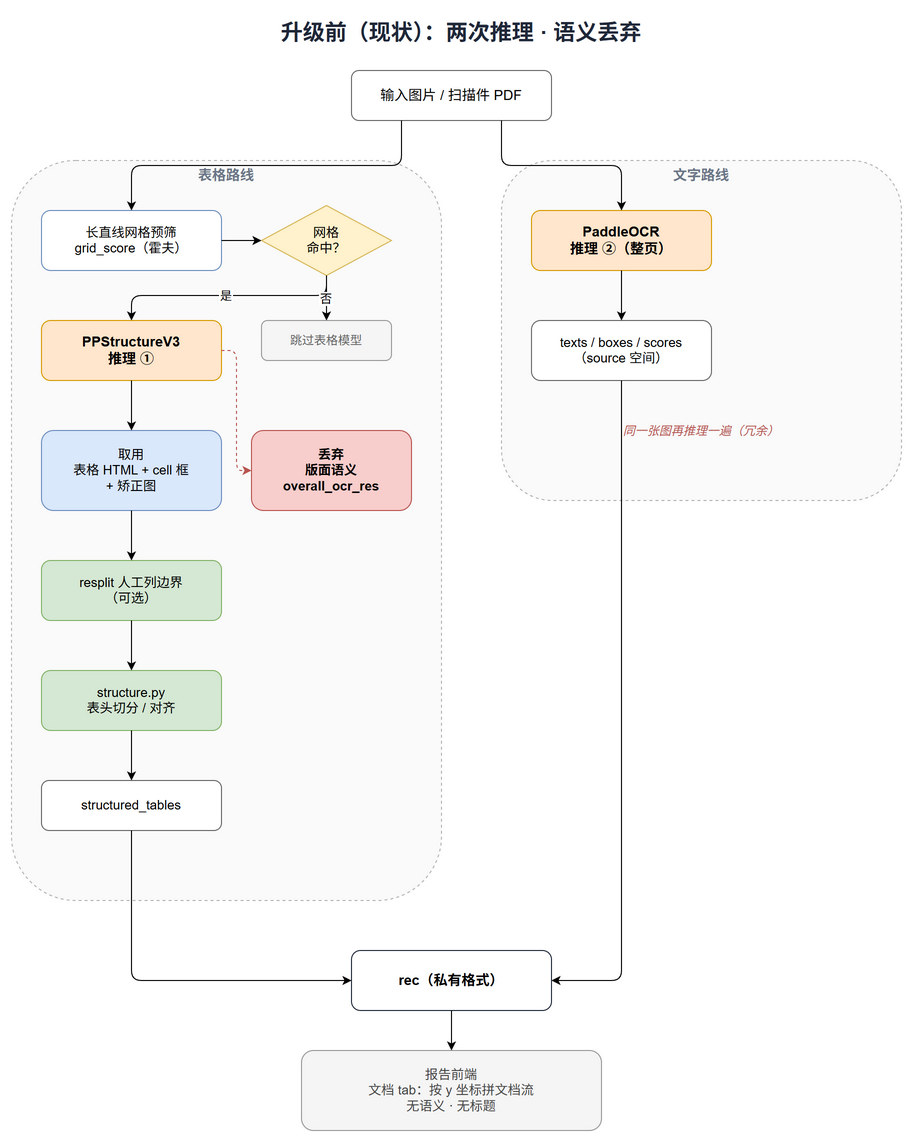 升级前（现状）：两次推理 · 语义丢弃
输入图片 / 扫描件 PDF
表格路线
文字路线
长直线网格预筛
grid_score（霍夫）
网格
命中?
PaddleOCR
推理 ②（整页）
是
否
PPStructureV3
推理 ①
跳过表格模型
texts / boxes / scores
（source 空间）
同一张图再推理一遍（冗余）
取用
表格 HTML + cell 框
+ 矫正图
丢弃
版面语义
overall_ocr_res
resplit 人工列边界
（可选）
structure.py
表头切分 / 对齐
structured_tables
rec（私有格式）
报告前端
文档 tab：按 y 坐标拼文档流
无语义 · 无标题